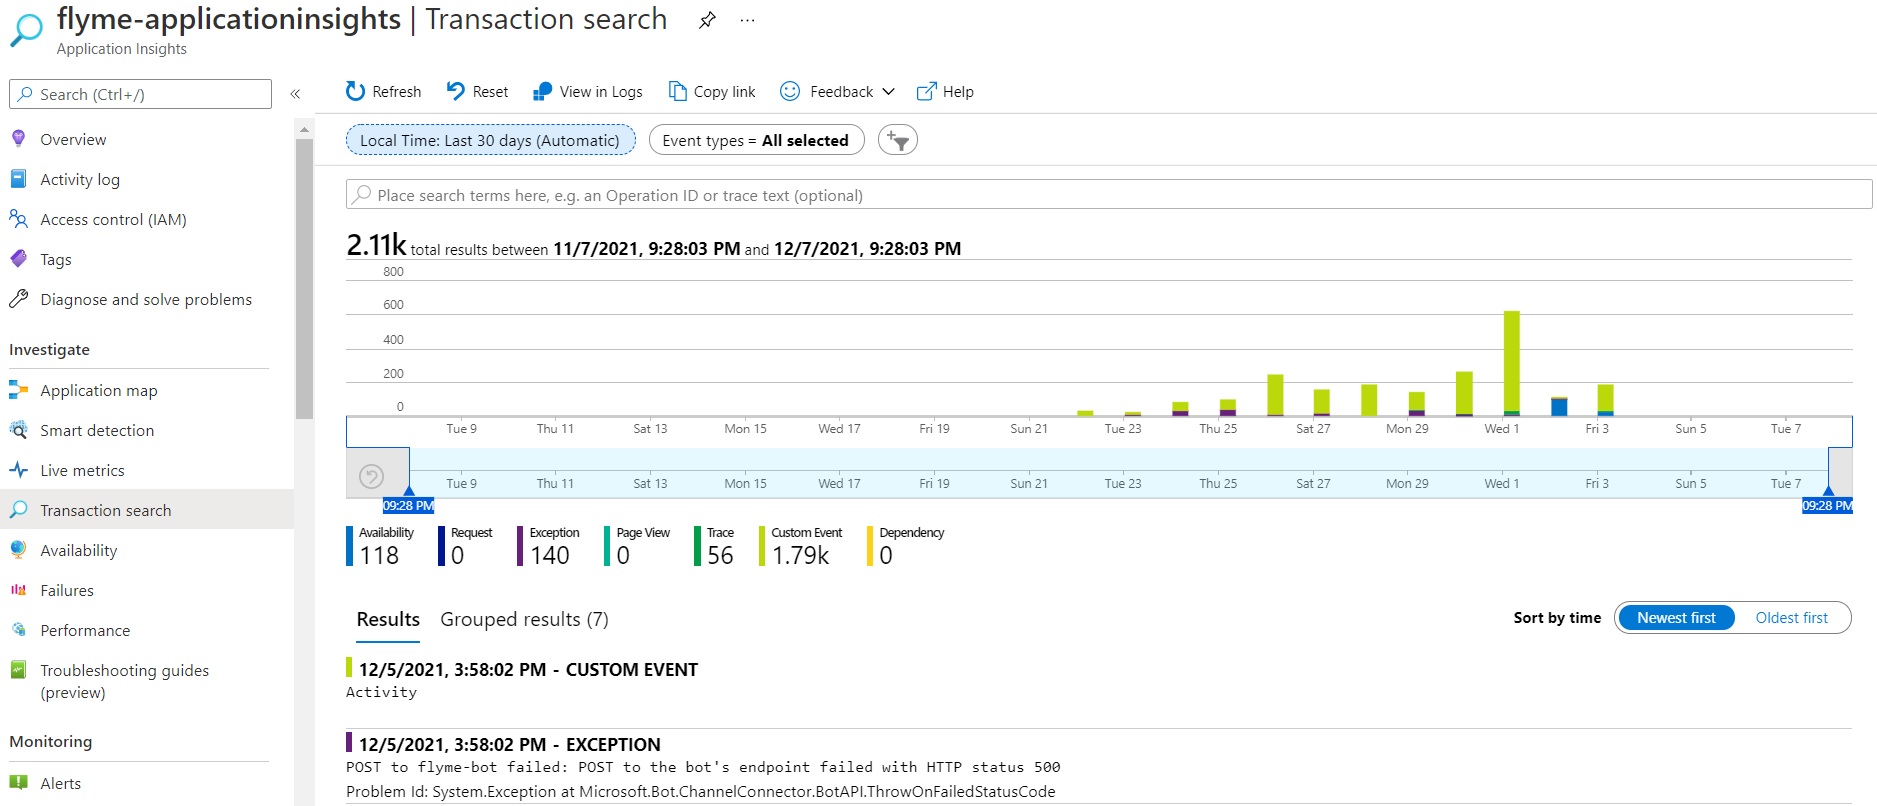 flyme-applicationinsights | Transaction search ...
Application Insights
Search (Ctrl+/) «
Overview
Activity log
Access control (IAM)
Tags
Diagnose and solve problems
Investigate
Application map
Smart detection
Live metrics
Transaction search
Availability
Failures
Performance
Troubleshooting guides
(preview)
Monitoring
Alerts
Refresh Reset View in Logs Copy link Feedback Help
Local Time: Last 30 days (Automatic) Event types = All selected
Place search terms here, e.g. an Operation ID or trace text (optional)
2.11k total results between 11/7/2021, 9:28:03 PM and 12/7/2021, 9:28:03 PM
800
600
400
200
0
Tue 9 Thu 11 Sat 13 Mon 15 Wed 17 Fri 19 Sun 21 Tue 23 Thu 25 Sat 27 Mon 29 Wed 1 Fri 3 Sun 5 Tue 7
Tue 9 Thu 11 Sat 13 Mon 15 Wed 17 Fri 19 Sun 21 Tue 23 Thu 25 Sat 27 Mon 29 Wed 1 Fri 3 Sun 5 Tue 7
09:28 PM 09:28 PM
Availability Request Exception Page View Trace Custom Event Dependency
118 0 140 0 56 1.79k 0
Results Grouped results (7) Sort by time Newest first Oldest first
12/5/2021, 3:58:02 PM - CUSTOM EVENT
Activity
12/5/2021, 3:58:02 PM - EXCEPTION
POST to flyme-bot failed: POST to the bot's endpoint failed with HTTP status 500
Problem Id: System.Exception at Microsoft.Bot.ChannelConnector.BotAPI.ThrowOnFailedStatusCode